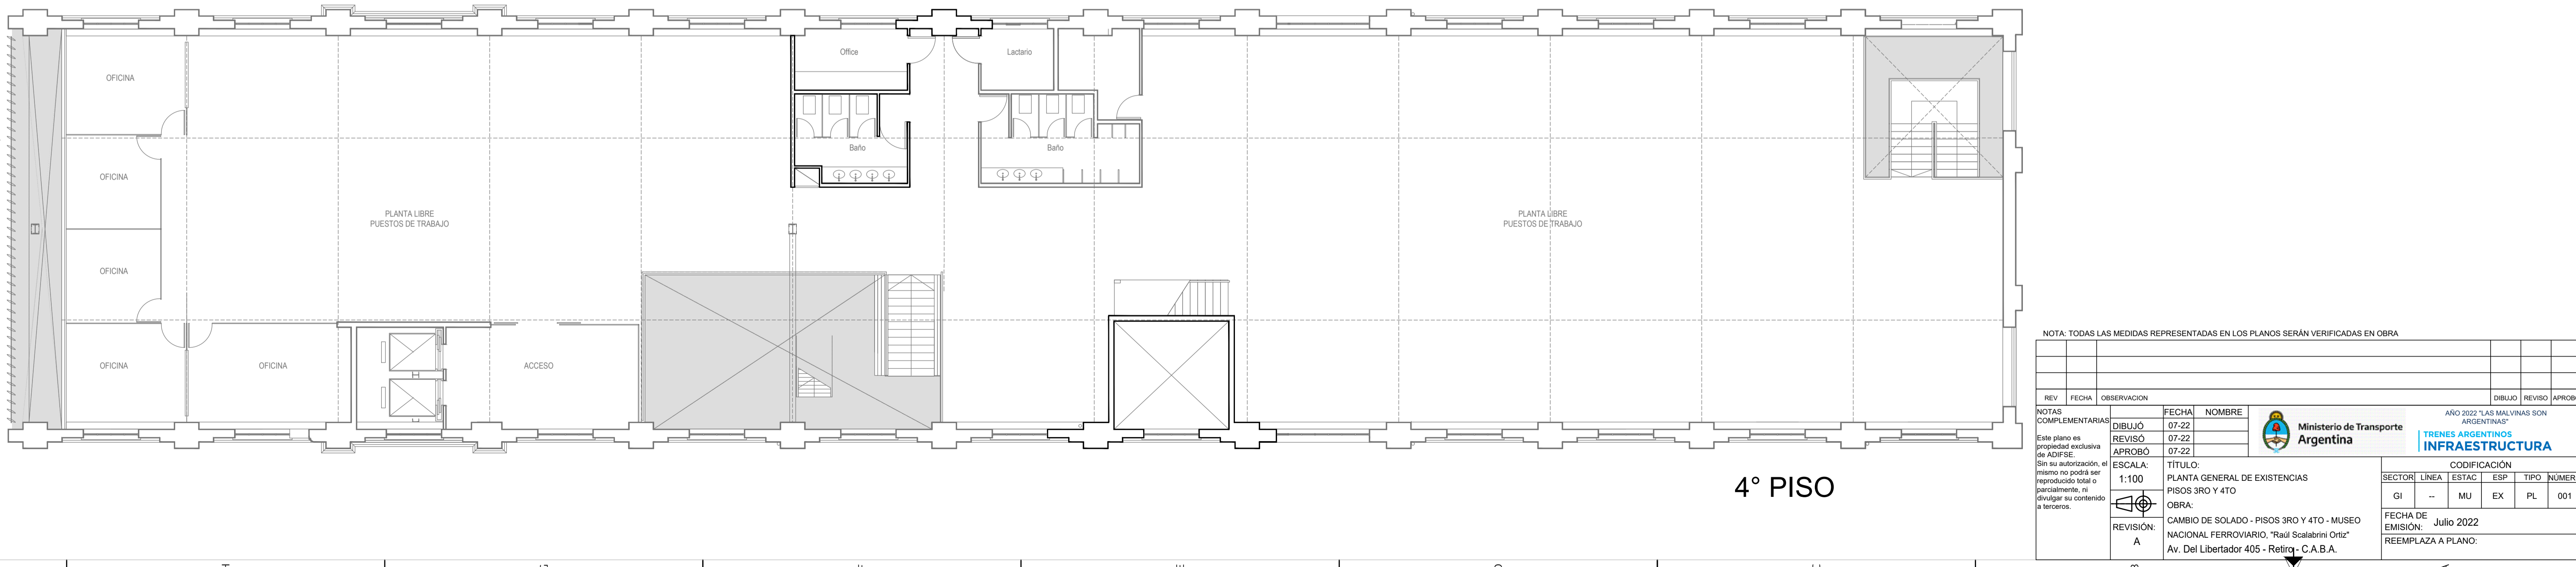 OFICINA
OFICINA
OFICINA
OFICINA
OFICINA
PLANTA LIBRE
PUESTOS DE TRABAJO
ACCESO
Office
Lactario
Baño
Baño
PLANTA LIBRE
PUESTOS DE TRABAJO
4° PISO
NOTA: TODAS LAS MEDIDAS REPRESENTADAS EN LOS PLANOS SERÁN VERIFICADAS EN OBRA
REV FECHA OBSERVACION DIBUJO REVISO APROBO
NOTAS
COMPLEMENTARIAS
Este plano es
propiedad exclusiva
de ADIFSE.
Sin su autorización, el
mismo no podrá ser
reproducido total o
parcialmente, ni
divulgar su contenido
a terceros.
FECHA NOMBRE
DIBUJÓ 07-22
REVISÓ 07-22
APROBÓ 07-22
Ministerio de Transporte
Argentina
AÑO 2022 "LAS MALVINAS SON
ARGENTINAS"
TRENES ARGENTINOS
INFRAESTRUCTURA
ESCALA:
1:100
REVISIÓN:
A
TÍTULO:
PLANTA GENERAL DE EXISTENCIAS
PISOS 3RO Y 4TO
OBRA:
CAMBIO DE SOLADO - PISOS 3RO Y 4TO - MUSEO
NACIONAL FERROVIARIO, "Raúl Scalabrini Ortiz"
Av. Del Libertador 405 - Retiro - C.A.B.A.
CODIFICACIÓN
SECTOR LÍNEA ESTAC ESP TIPO NÚMER
GI -- MU EX PL 001
FECHA DE
EMISIÓN: Julio 2022
REEMPLAZA A PLANO: